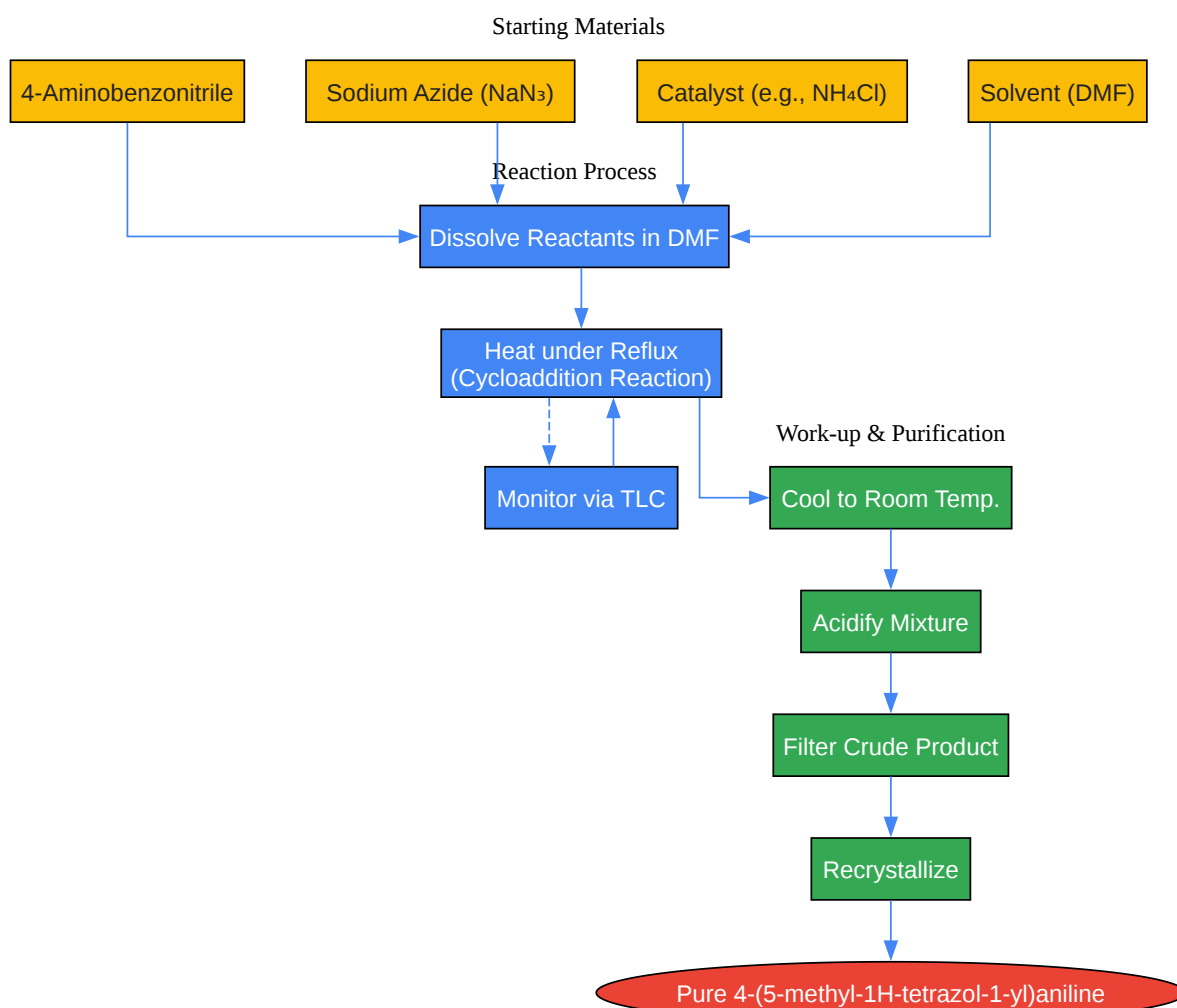 Starting Materials
4-Aminobenzonitrile
Sodium Azide (NaN₃)
Catalyst (e.g., NH₄Cl)
Solvent (DMF)
Reaction Process
Dissolve Reactants in DMF
Heat under Reflux
(Cycloaddition Reaction)
Work-up & Purification
Monitor via TLC
Cool to Room Temp.
Acidify Mixture
Filter Crude Product
Recrystallize
Pure 4-(5-methyl-1H-tetrazol-1-yl)aniline